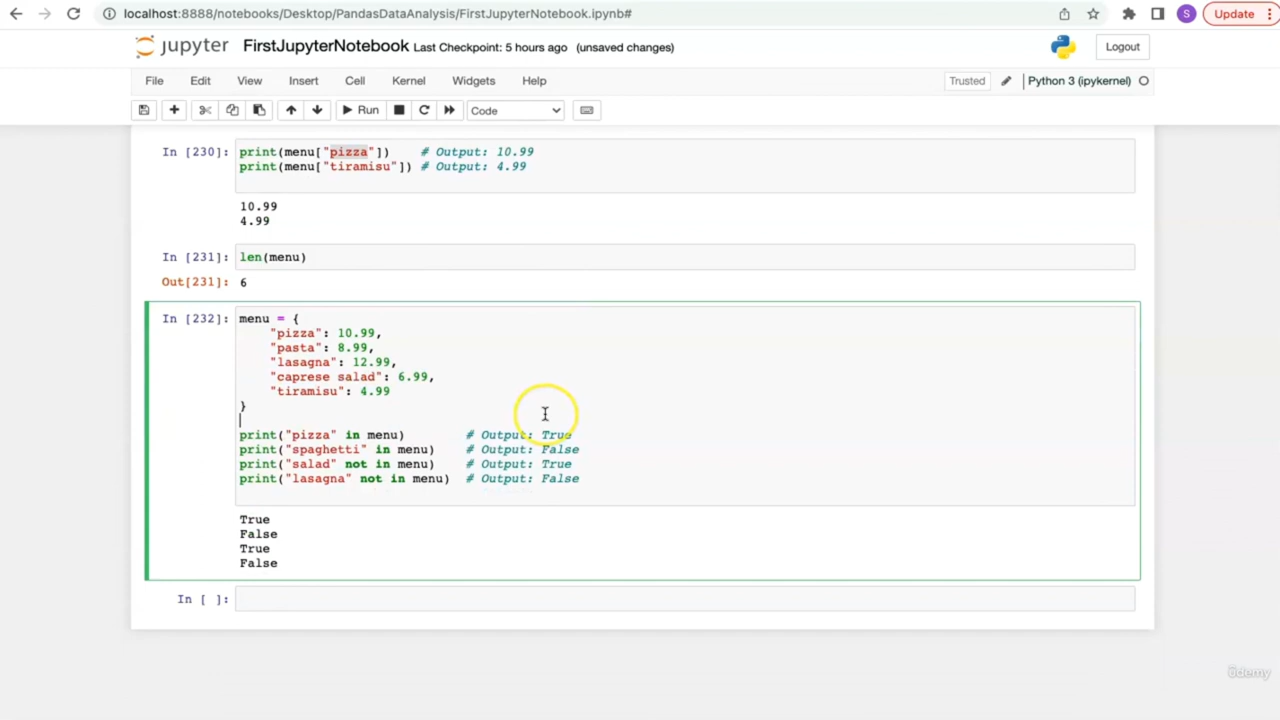 localhost:8888/notebooks/Desktop/PandasDataAnalysis/FirstJupyterNotebook.ipynb#
S
Update
jupyter FirstJupyterNotebook Last Checkpoint: 5 hours ago (unsaved changes)
Logout
File Edit View Insert Cell Kernel Widgets Help
Trusted
Python 3 (ipykernel)
Run
Code
In [230]: print(menu["pizza"])    # Output: 10.99
print(menu["tiramisu"]) # Output: 4.99
10.99
4.99
In [231]: len(menu)
Out[231]: 6
In [232]: menu = {
    "pizza": 10.99,
    "pasta": 8.99,
    "lasagna": 12.99,
    "caprese salad": 6.99,
    "tiramisu": 4.99
}
print("pizza" in menu)        # Output: True
print("spaghetti" in menu)    # Output: False
print("salad" not in menu)    # Output: True
print("lasagna" not in menu)  # Output: False
True
False
True
False
In [ ]:
ûdemy